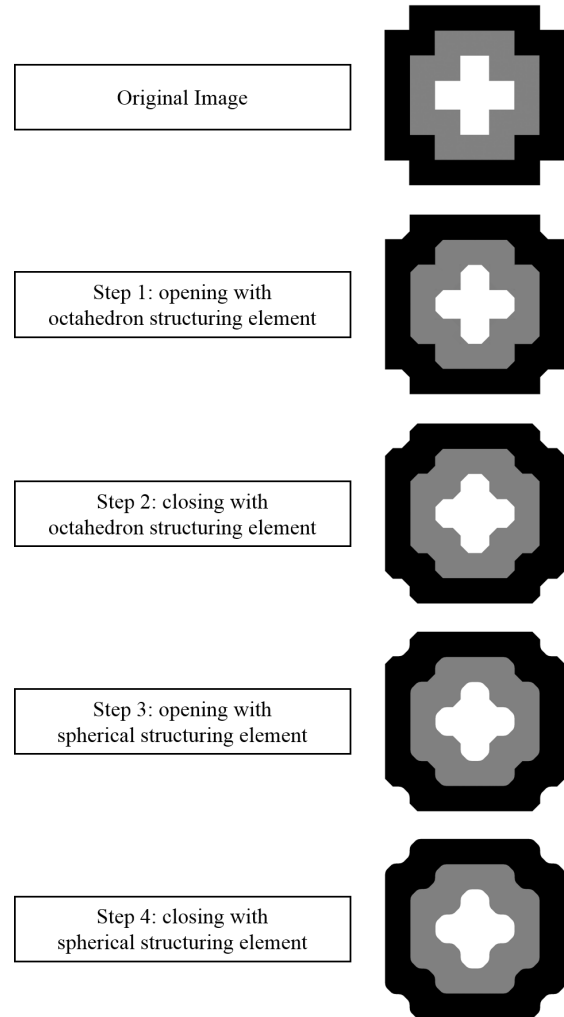 Original Image
Step 1: opening with
octahedron structuring element
Step 2: closing with
octahedron structuring element
Step 3: opening with
spherical structuring element
Step 4: closing with
spherical structuring element